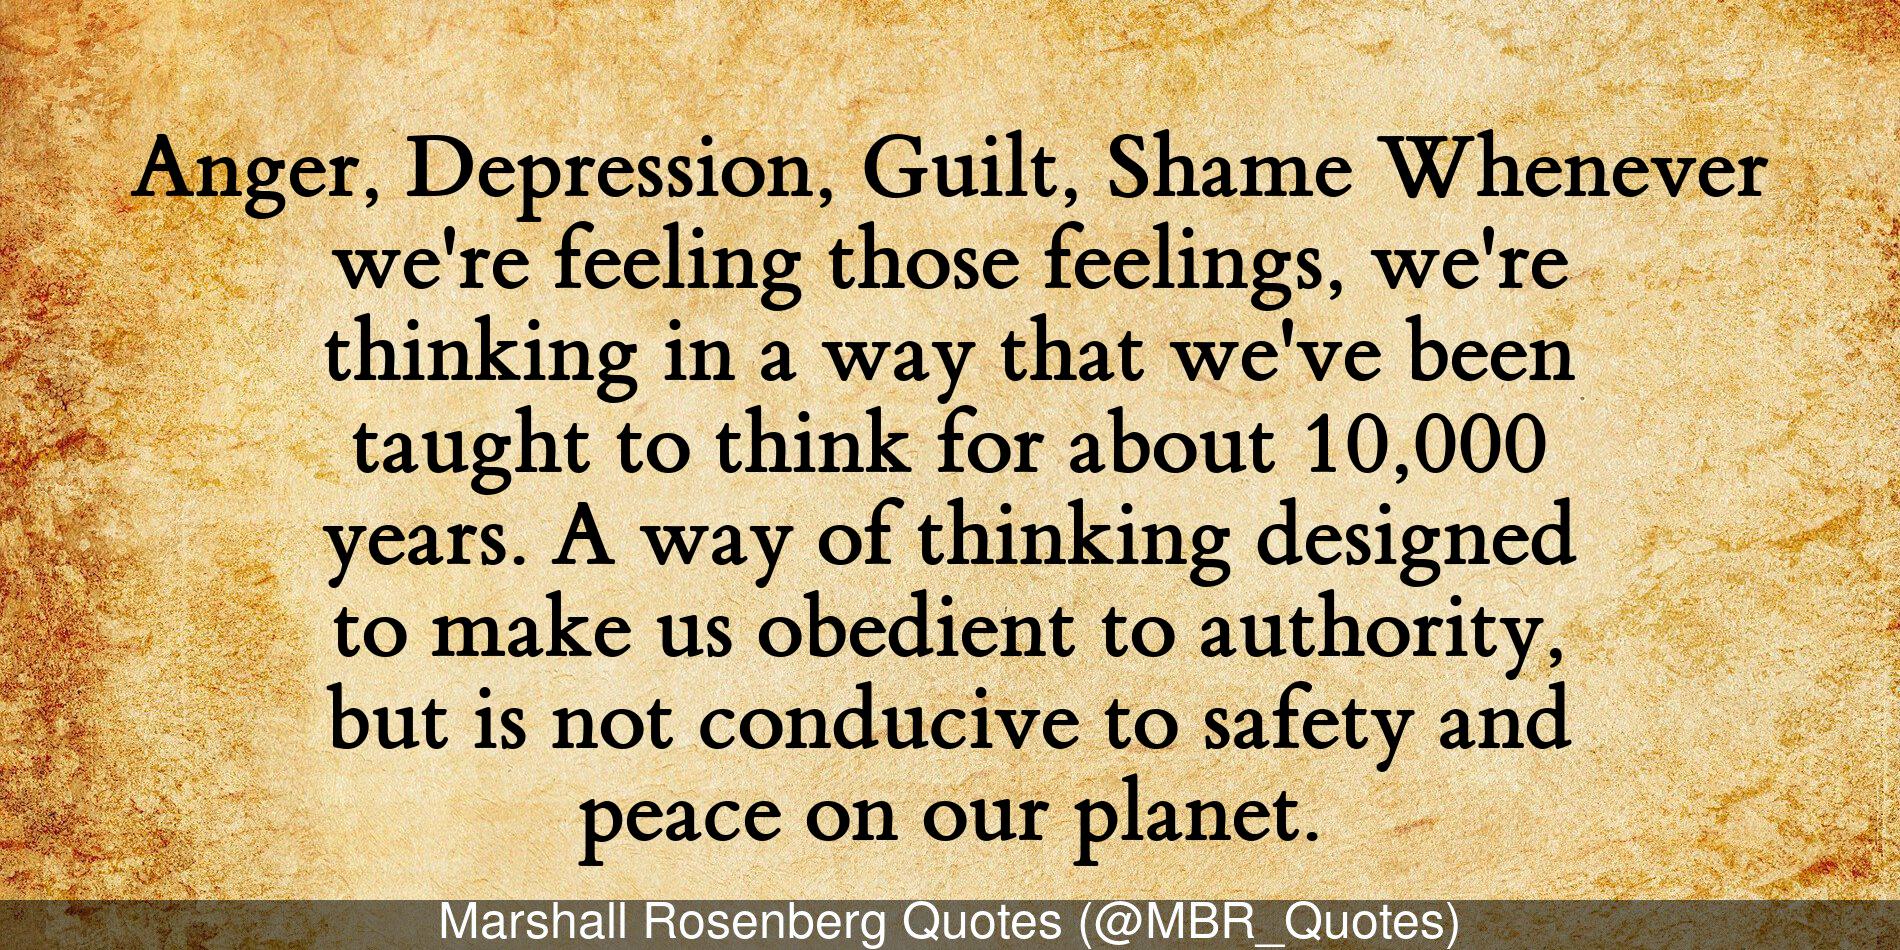 Anger, Depression, Guilt, Shame Whenever
we're feeling those feelings, we're
thinking in a way that we've been
taught to think for about 10,000
years. A way of thinking designed
to make us obedient to authority,
but is not conducive to safety and
peace on our planet.
Marshall Rosenberg Quotes (@MBR_Quotes)